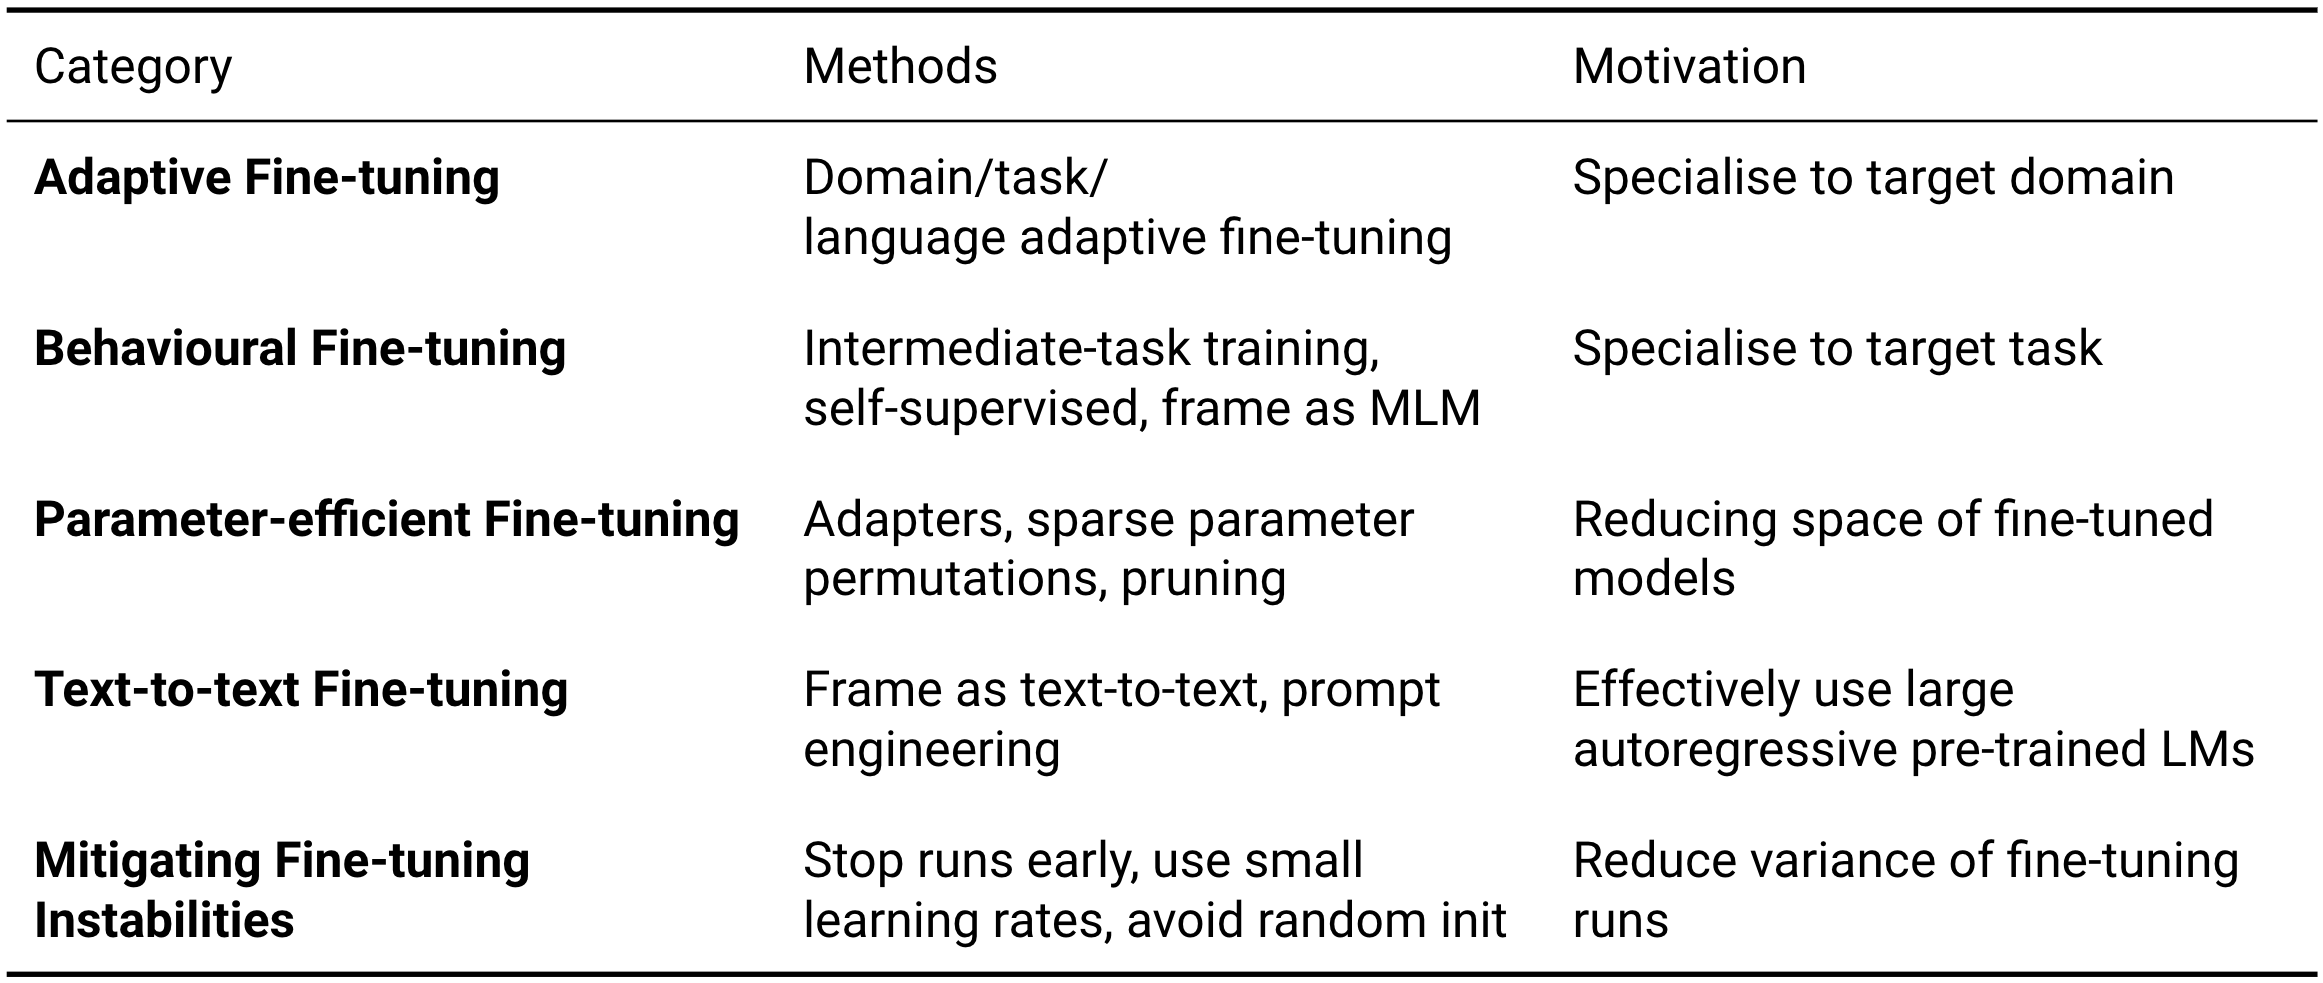 Category Methods Motivation
Adaptive Fine-tuning Domain/task/ Specialise to target domain
language adaptive fine-tuning
Behavioural Fine-tuning Intermediate-task training, Specialise to target task
self-supervised, frame as MLM
Parameter-efficient Fine-tuning Adapters, sparse parameter Reducing space of fine-tuned
permutations, pruning models
Text-to-text Fine-tuning Frame as text-to-text, prompt Effectively use large
engineering autoregressive pre-trained LMs
Mitigating Fine-tuning Stop runs early, use small Reduce variance of fine-tuning
Instabilities learning rates, avoid random init runs